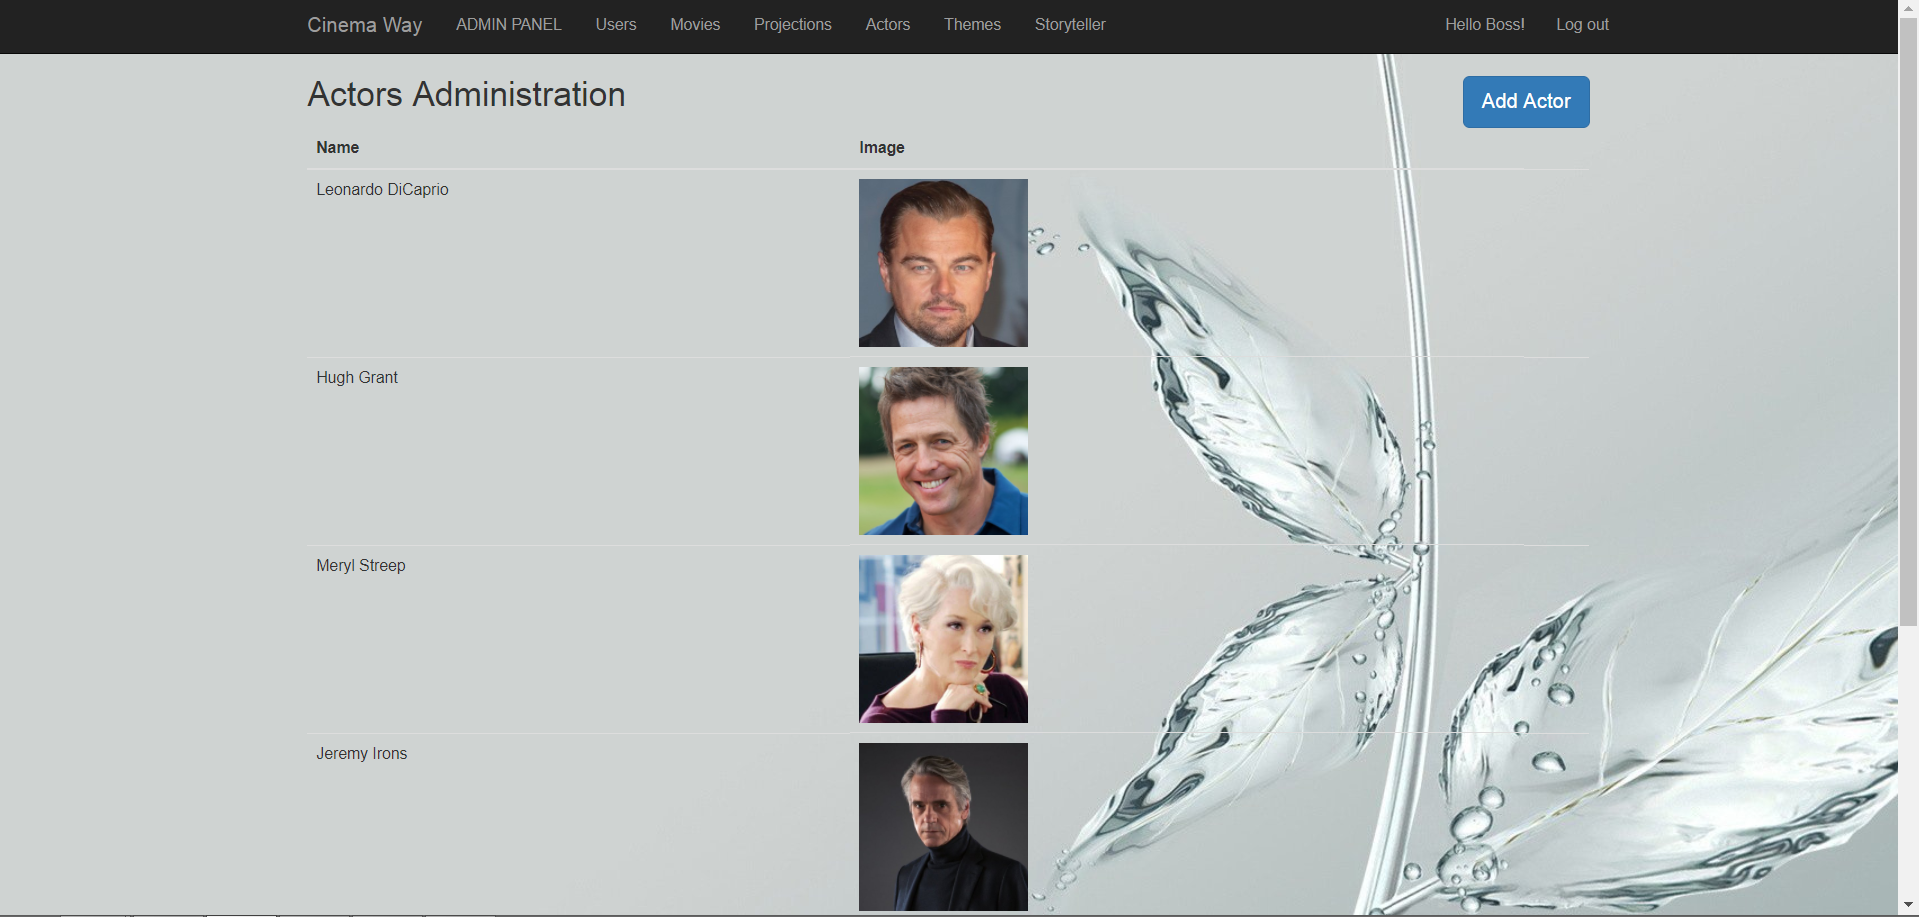 Cinema Way ADMIN PANEL Users Movies Projections Actors Themes Storyteller Hello Boss! Log out
Actors Administration
Add Actor
Name Image
Leonardo DiCaprio
Hugh Grant
Meryl Streep
Jeremy Irons